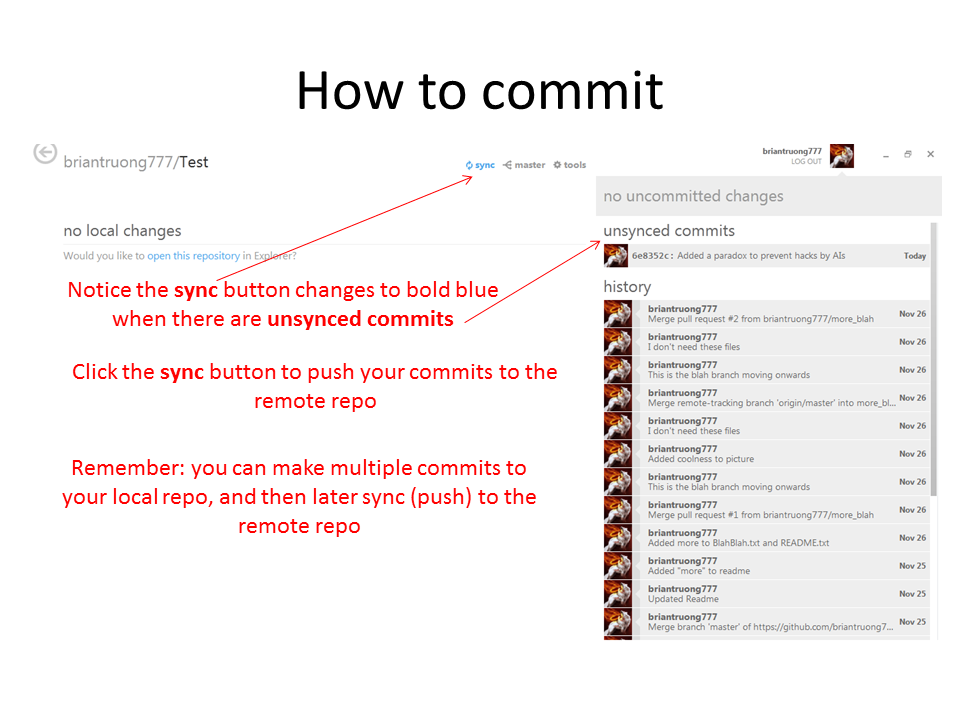 How to commit
briantruong777/Test
sync master tools
briantruong777
LOG OUT
no uncommitted changes
no local changes
Would you like to open this repository in Explorer?
unsynced commits
6e8352c: Added a paradox to prevent hacks by AIs Today
Notice the sync button changes to bold blue
when there are unsynced commits
Click the sync button to push your commits to the
remote repo
Remember: you can make multiple commits to
your local repo, and then later sync (push) to the
remote repo
history
briantruong777
Merge pull request #2 from briantruong777/more_blah Nov 26
briantruong777
I don't need these files Nov 26
briantruong777
This is the blah branch moving onwards Nov 26
briantruong777
Merge remote-tracking branch 'origin/master' into more_bl... Nov 26
briantruong777
I don't need these files Nov 26
briantruong777
Added coolness to picture Nov 26
briantruong777
This is the blah branch moving onwards Nov 26
briantruong777
Merge pull request #1 from briantruong777/more_blah Nov 26
briantruong777
Added more to BlahBlah.txt and README.txt Nov 26
briantruong777
Added "more" to readme Nov 25
briantruong777
Updated Readme Nov 25
briantruong777
Merge branch 'master' of https://github.com/briantruong7... Nov 25